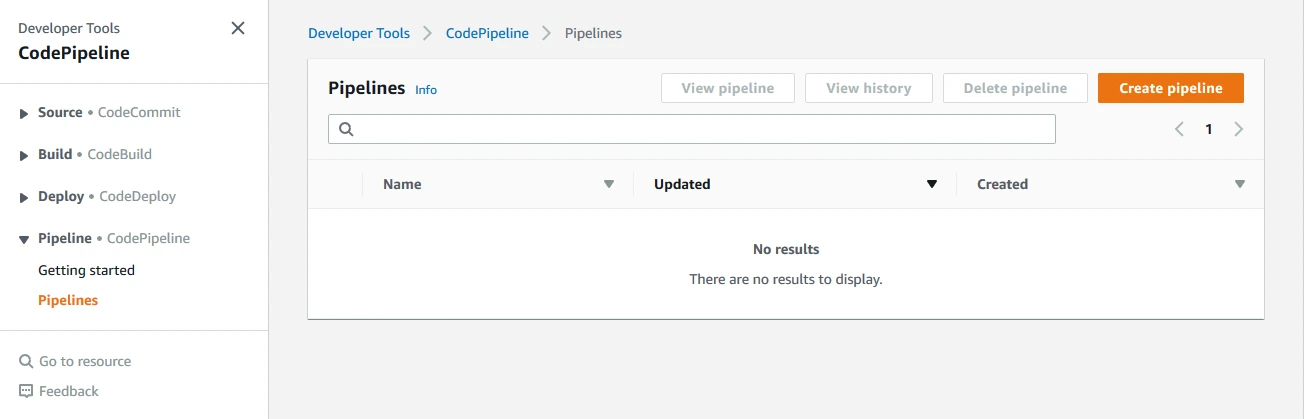 Developer Tools
CodePipeline
Source • CodeCommit
Build • CodeBuild
Deploy • CodeDeploy
Pipeline • CodePipeline
Getting started
Pipelines
Go to resource
Feedback
Developer Tools CodePipeline Pipelines
Pipelines Info View pipeline View history Delete pipeline Create pipeline
1
Name Updated Created
No results
There are no results to display.